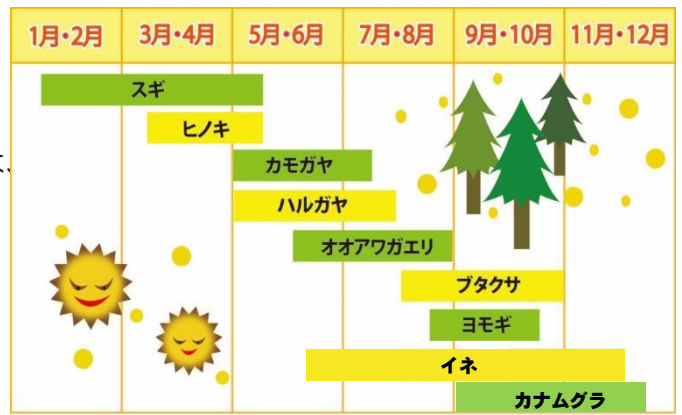 1月・2月 3月・4月 5月・6月 7月・8月 9月・10月 11月・12月
スギ
ヒノキ
カモガヤ
ハルガヤ
オオアワガエリ
ブタクサ
ヨモギ
イネ
カナムグラ